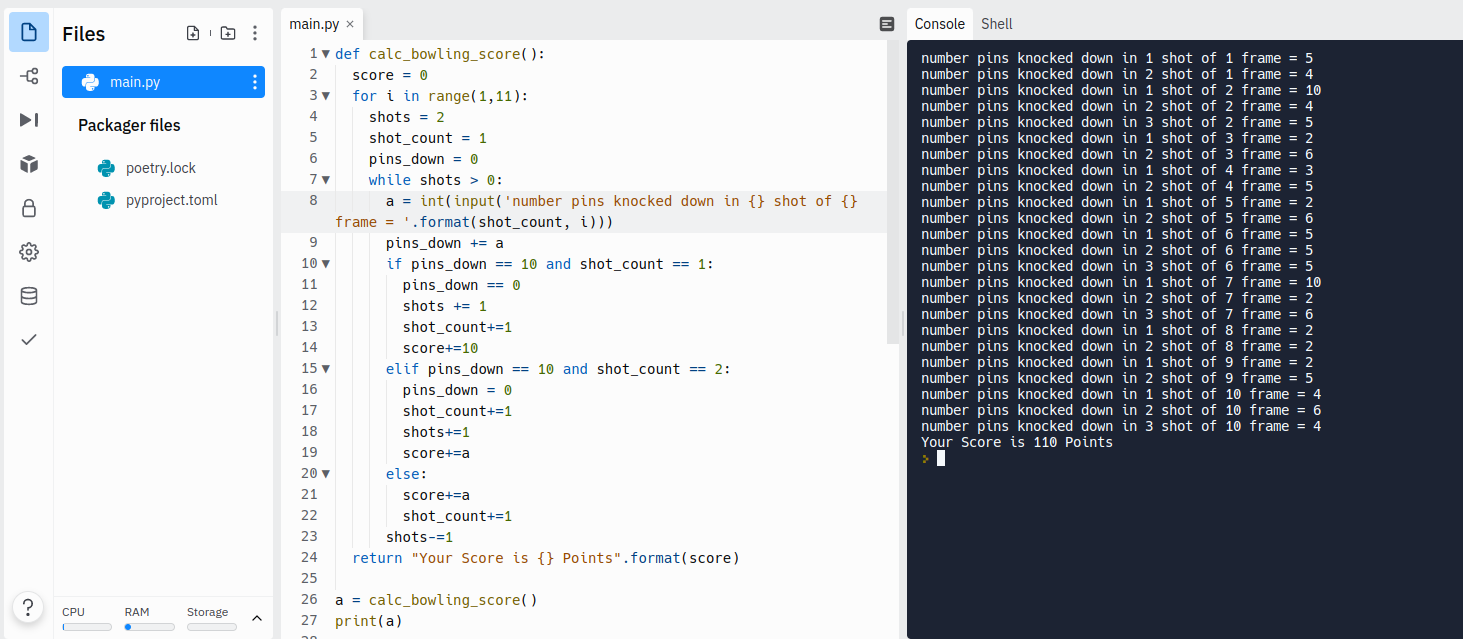 Files
main.py
Packager files
poetry.lock
pyproject.toml
?
CPU RAM Storage
main.py ×
1 def calc_bowling_score():
2 score = 0
3 for i in range(1,11):
4 shots = 2
5 shot_count = 1
6 pins_down = 0
7 while shots > 0:
8 a = int(input('number pins knocked down in {} shot of {}
frame = '.format(shot_count, i)))
9 pins_down += a
10 if pins_down == 10 and shot_count == 1:
11 pins_down == 0
12 shots += 1
13 shot_count+=1
14 score+=10
15 elif pins_down == 10 and shot_count == 2:
16 pins_down = 0
17 shot_count+=1
18 shots+=1
19 score+=a
20 else:
21 score+=a
22 shot_count+=1
23 shots-=1
24 return "Your Score is {} Points".format(score)
25
26 a = calc_bowling_score()
27 print(a)
Console Shell
number pins knocked down in 1 shot of 1 frame = 5
number pins knocked down in 2 shot of 1 frame = 4
number pins knocked down in 1 shot of 2 frame = 10
number pins knocked down in 2 shot of 2 frame = 4
number pins knocked down in 3 shot of 2 frame = 5
number pins knocked down in 1 shot of 3 frame = 2
number pins knocked down in 2 shot of 3 frame = 6
number pins knocked down in 1 shot of 4 frame = 3
number pins knocked down in 2 shot of 4 frame = 5
number pins knocked down in 1 shot of 5 frame = 2
number pins knocked down in 2 shot of 5 frame = 6
number pins knocked down in 1 shot of 6 frame = 5
number pins knocked down in 2 shot of 6 frame = 5
number pins knocked down in 3 shot of 6 frame = 5
number pins knocked down in 1 shot of 7 frame = 10
number pins knocked down in 2 shot of 7 frame = 2
number pins knocked down in 3 shot of 7 frame = 6
number pins knocked down in 1 shot of 8 frame = 2
number pins knocked down in 2 shot of 8 frame = 2
number pins knocked down in 1 shot of 9 frame = 2
number pins knocked down in 2 shot of 9 frame = 5
number pins knocked down in 1 shot of 10 frame = 4
number pins knocked down in 2 shot of 10 frame = 6
number pins knocked down in 3 shot of 10 frame = 4
Your Score is 110 Points